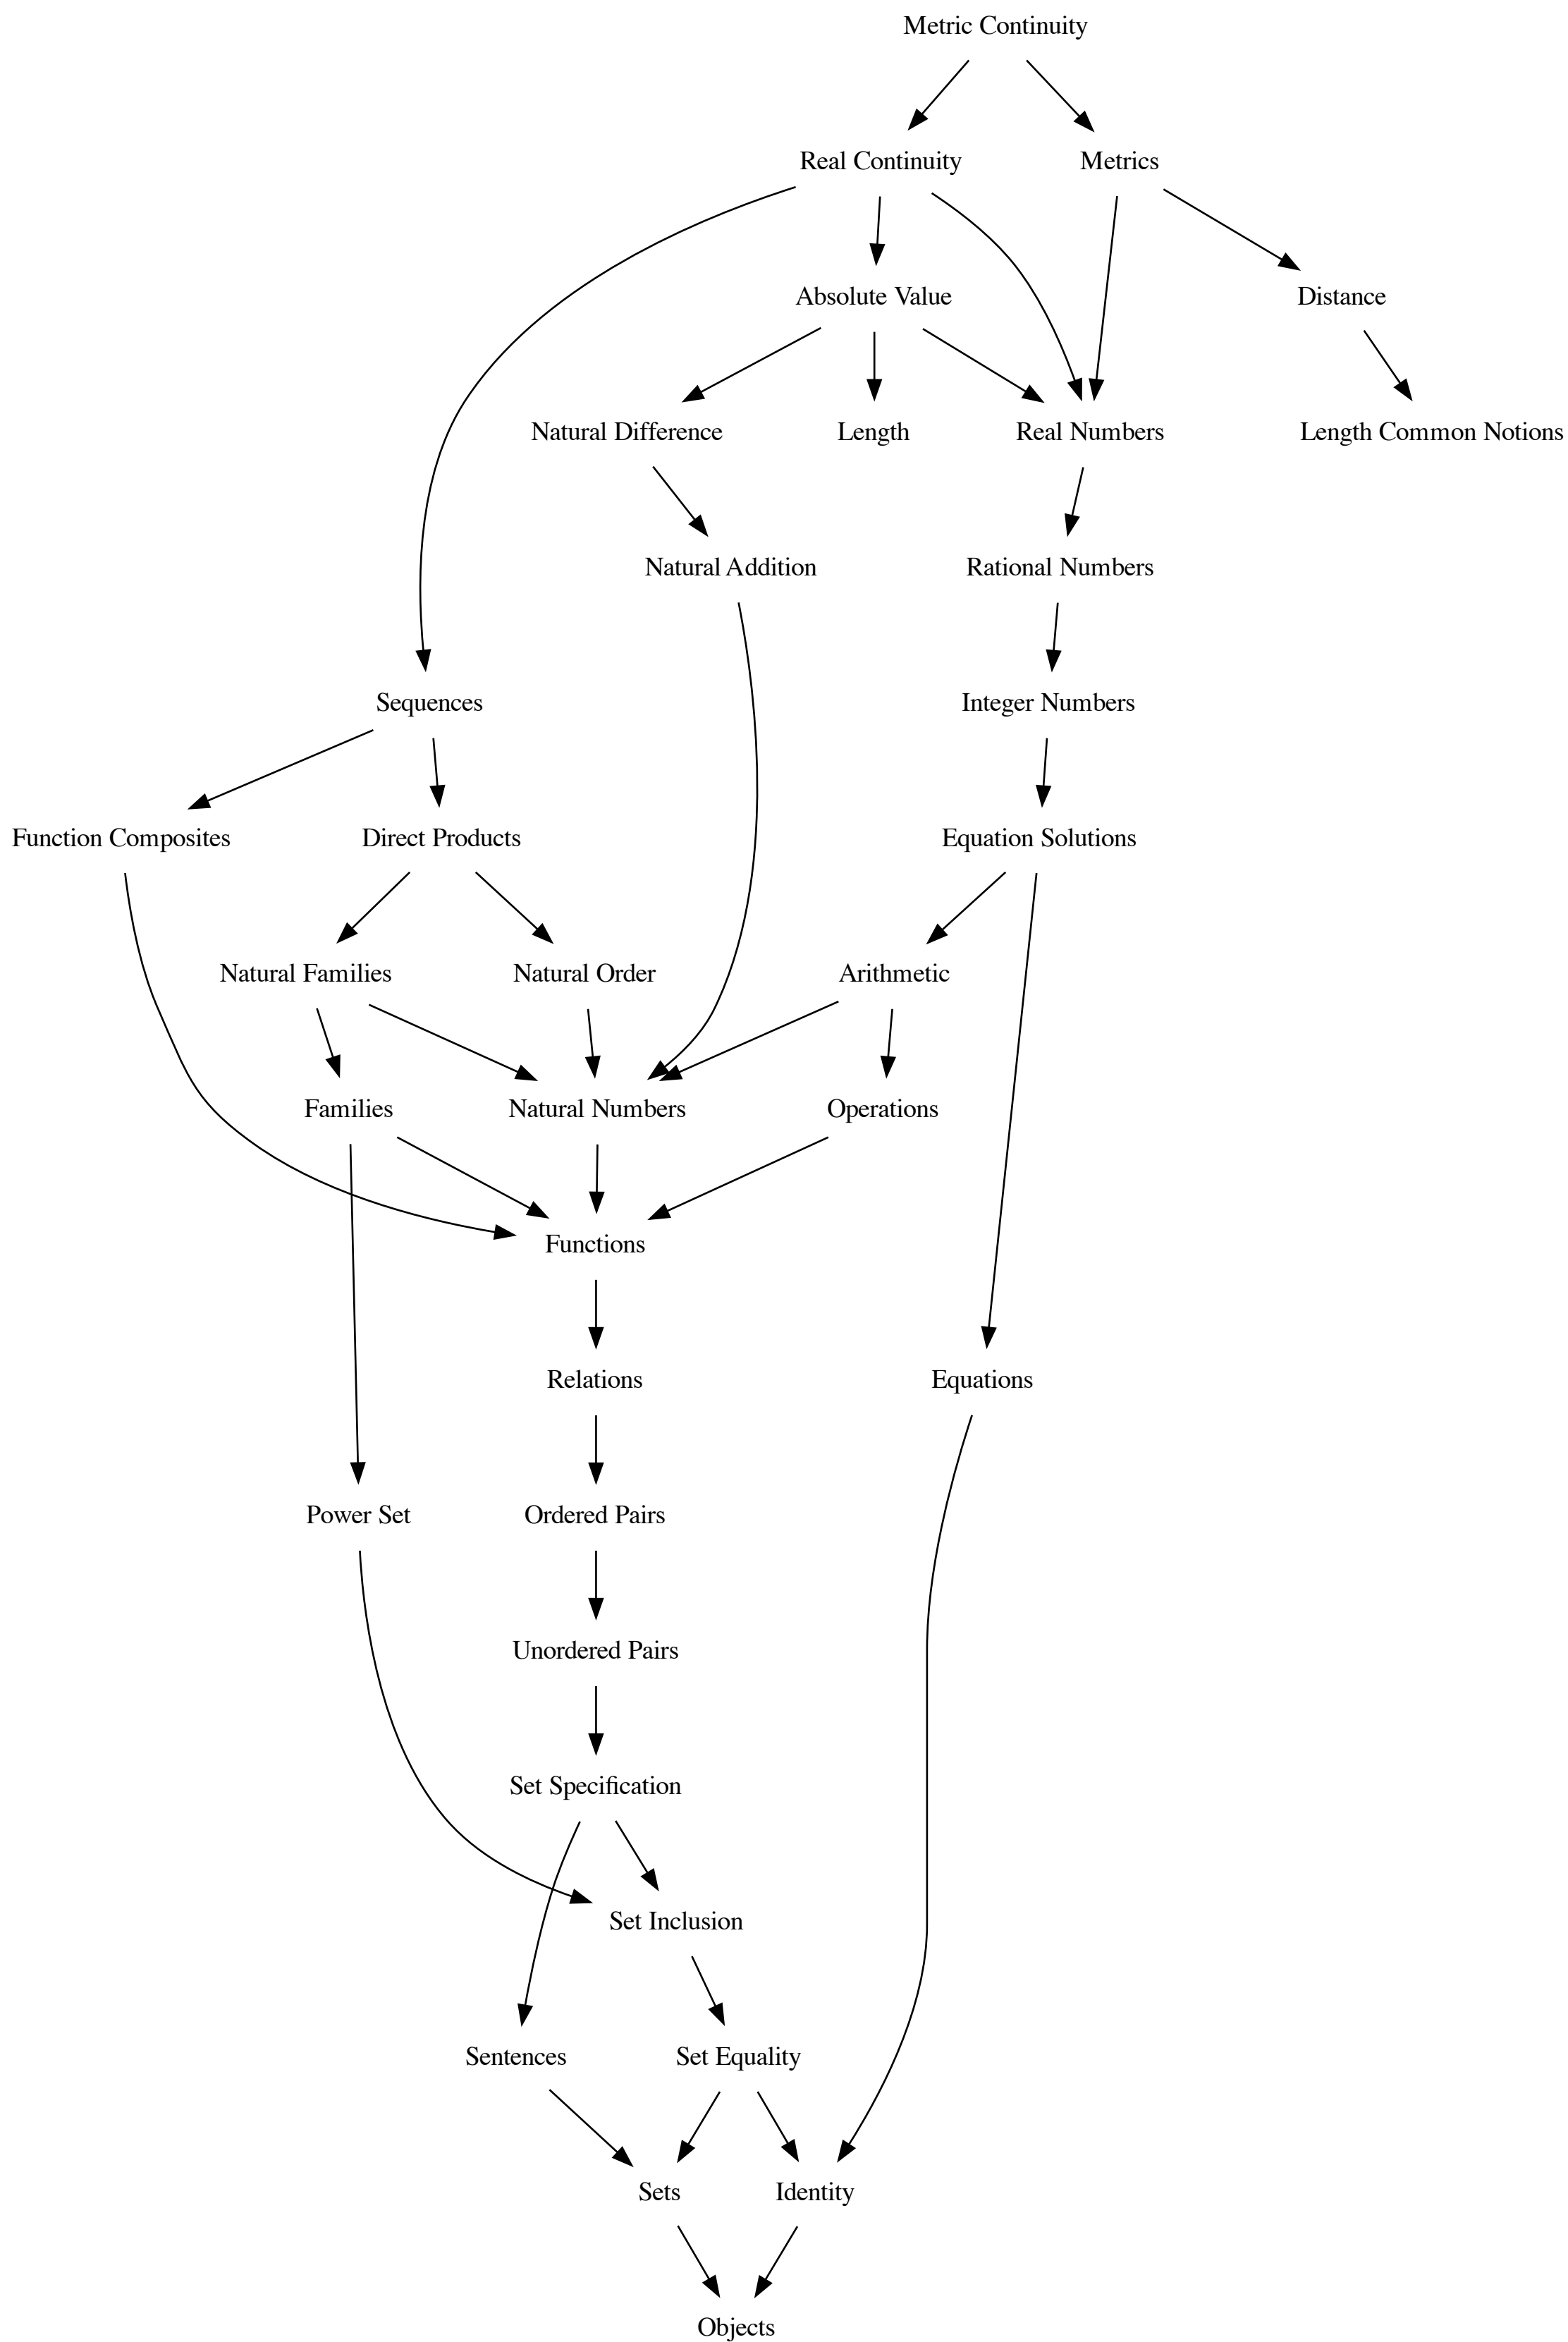 Metric Continuity
Real Continuity
Metrics
Absolute Value
Distance
Natural Difference
Length
Real Numbers
Length Common Notions
Natural Addition
Rational Numbers
Sequences
Integer Numbers
Function Composites
Direct Products
Equation Solutions
Natural Families
Natural Order
Arithmetic
Families
Natural Numbers
Operations
Functions
Relations
Equations
Power Set
Ordered Pairs
Unordered Pairs
Set Specification
Set Inclusion
Sentences
Set Equality
Sets
Identity
Objects